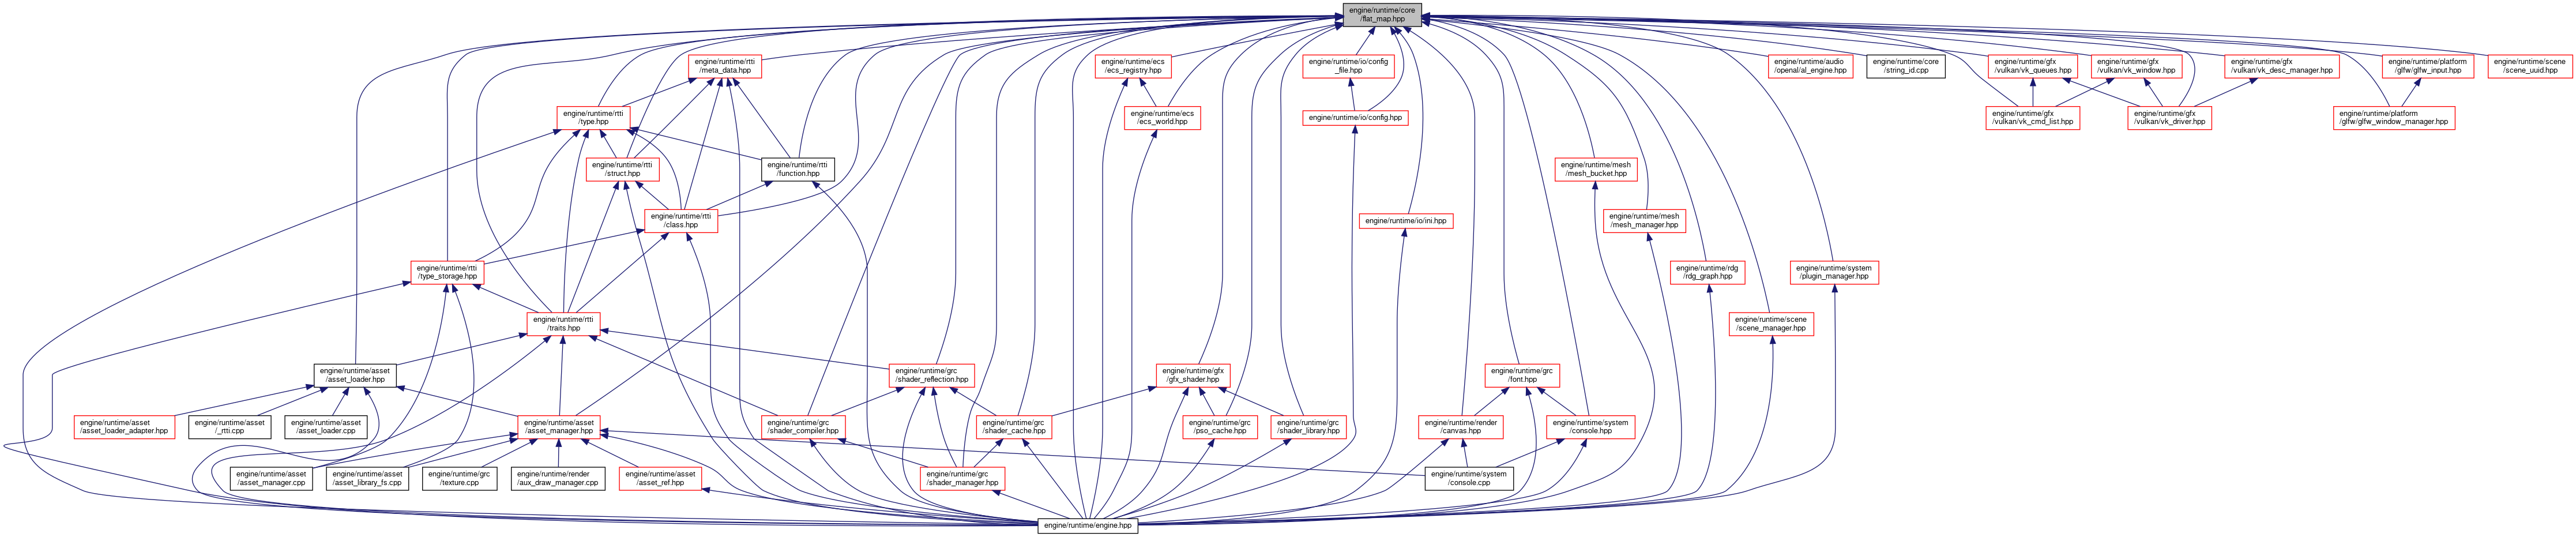 engine/runtime/core
/flat_map.hpp
engine/runtime/rtti
/meta_data.hpp
engine/runtime/ecs
/ecs_registry.hpp
engine/runtime/io/config
_file.hpp
engine/runtime/audio
/openal/al_engine.hpp
engine/runtime/core
/string_id.cpp
engine/runtime/gfx
/vulkan/vk_queues.hpp
engine/runtime/gfx
/vulkan/vk_window.hpp
engine/runtime/gfx
/vulkan/vk_desc_manager.hpp
engine/runtime/platform
/glfw/glfw_input.hpp
engine/runtime/scene
/scene_uuid.hpp
engine/runtime/rtti
/type.hpp
engine/runtime/ecs
/ecs_world.hpp
engine/runtime/io/config.hpp
engine/runtime/gfx
/vulkan/vk_cmd_list.hpp
engine/runtime/gfx
/vulkan/vk_driver.hpp
engine/runtime/platform
/glfw/glfw_window_manager.hpp
engine/runtime/rtti
/struct.hpp
engine/runtime/rtti
/function.hpp
engine/runtime/mesh
/mesh_bucket.hpp
engine/runtime/rtti
/class.hpp
engine/runtime/io/ini.hpp
engine/runtime/mesh
/mesh_manager.hpp
engine/runtime/rtti
/type_storage.hpp
engine/runtime/rdg
/rdg_graph.hpp
engine/runtime/system
/plugin_manager.hpp
engine/runtime/rtti
/traits.hpp
engine/runtime/scene
/scene_manager.hpp
engine/runtime/asset
/asset_loader.hpp
engine/runtime/grc
/shader_reflection.hpp
engine/runtime/gfx
/gfx_shader.hpp
engine/runtime/grc
/font.hpp
engine/runtime/asset
/asset_loader_adapter.hpp
engine/runtime/asset
/_rtti.cpp
engine/runtime/asset
/asset_loader.cpp
engine/runtime/asset
/asset_manager.hpp
engine/runtime/grc
/shader_compiler.hpp
engine/runtime/grc
/shader_cache.hpp
engine/runtime/grc
/pso_cache.hpp
engine/runtime/grc
/shader_library.hpp
engine/runtime/render
/canvas.hpp
engine/runtime/system
/console.hpp
engine/runtime/asset
/asset_manager.cpp
engine/runtime/asset
/asset_library_fs.cpp
engine/runtime/grc
/texture.cpp
engine/runtime/render
/aux_draw_manager.cpp
engine/runtime/asset
/asset_ref.hpp
engine/runtime/grc
/shader_manager.hpp
engine/runtime/system
/console.cpp
engine/runtime/engine.hpp